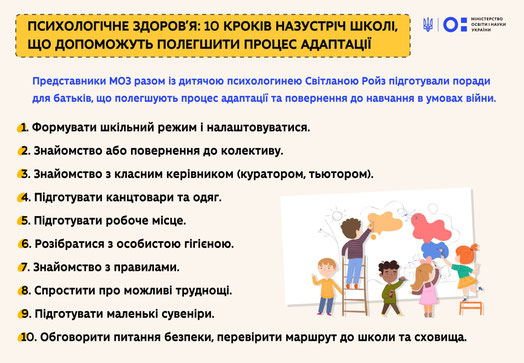 ПСИХОЛОГІЧНЕ ЗДОРОВ'Я: 10 КРОКІВ НАЗУСТРІЧ ШКОЛІ,
ЩО ДОПОМОЖУТЬ ПОЛЕГШИТИ ПРОЦЕС АДАПТАЦІЇ
МІНІСТЕРСТВО
ОСВІТИ І НАУКИ
УКРАЇНИ
Представники МОЗ разом із дитячою психологинею Світланою Ройз підготували поради
для батьків, що полегшують процес адаптації та повернення до навчання в умовах війни.
1. Формувати шкільний режим і налаштовуватися.
2. Знайомство або повернення до колективу.
3. Знайомство з класним керівником (куратором, тьютором).
4. Підготувати канцтовари та одяг.
5. Підготувати робоче місце.
6. Розібратися з особистою гігієною.
7. Знайомство з правилами.
8. Спростити про можливі труднощі.
9. Підготувати маленькі сувеніри.
10. Обговорити питання безпеки, перевірити маршрут до школи та сховища.